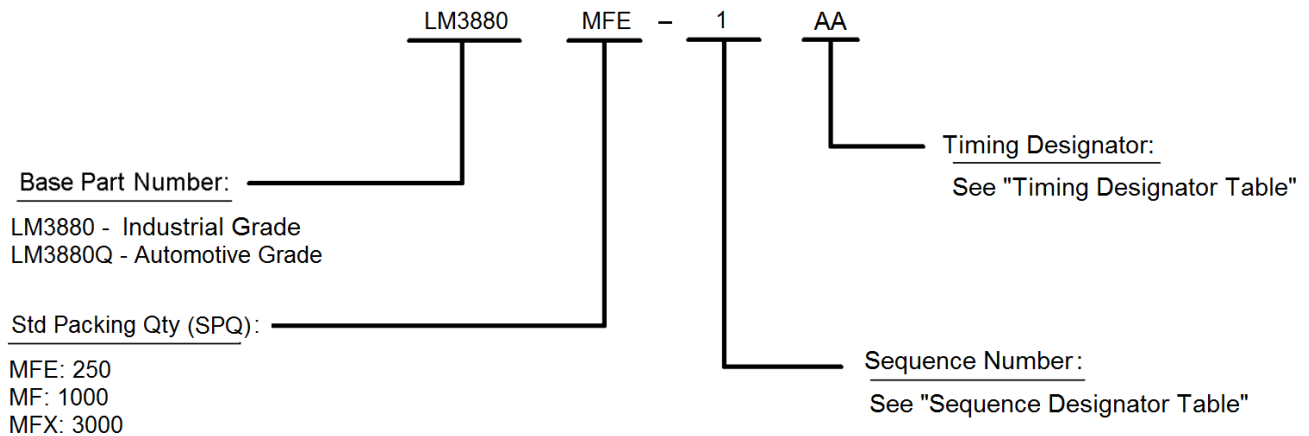 LM3880 MFE – 1 AA
Timing Designator:
See "Timing Designator Table"
Base Part Number:
LM3880 - Industrial Grade
LM3880Q - Automotive Grade
Std Packing Qty (SPQ):
MFE: 250
MF: 1000
MFX: 3000
Sequence Number:
See "Sequence Designator Table"